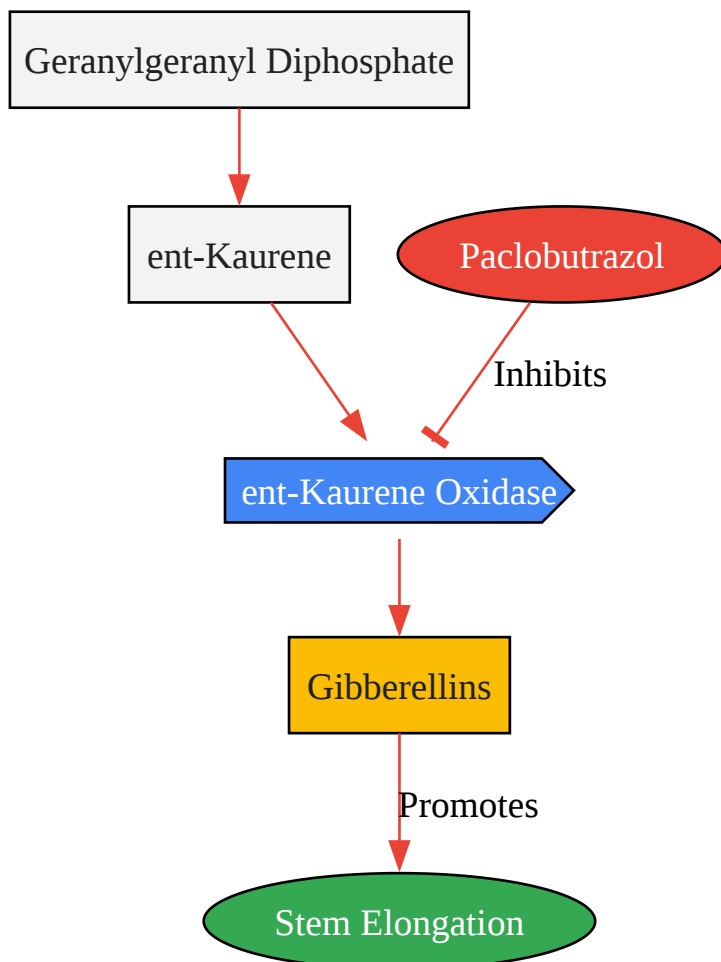 Geranylgeranyl Diphosphate
ent-Kaurene
Paclobutrazol
Inhibits
ent-Kaurene Oxidase
Gibberellins
Promotes
Stem Elongation